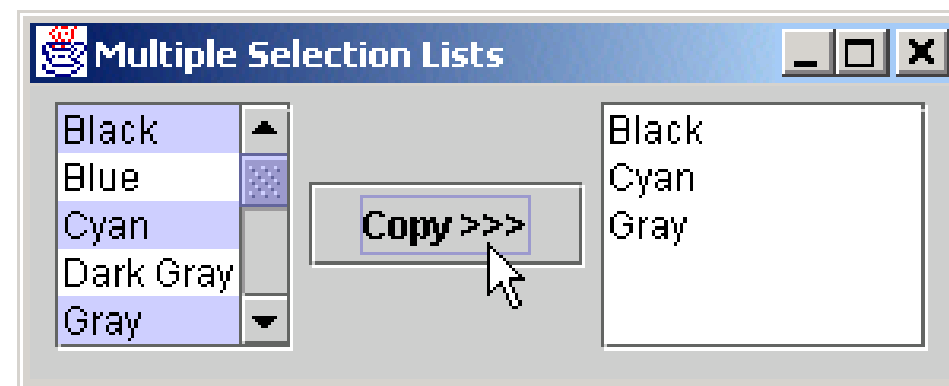 Multiple Selection Lists
Black
Blue
Cyan
Dark Gray
Gray
Copy >>>
Black
Cyan
Gray